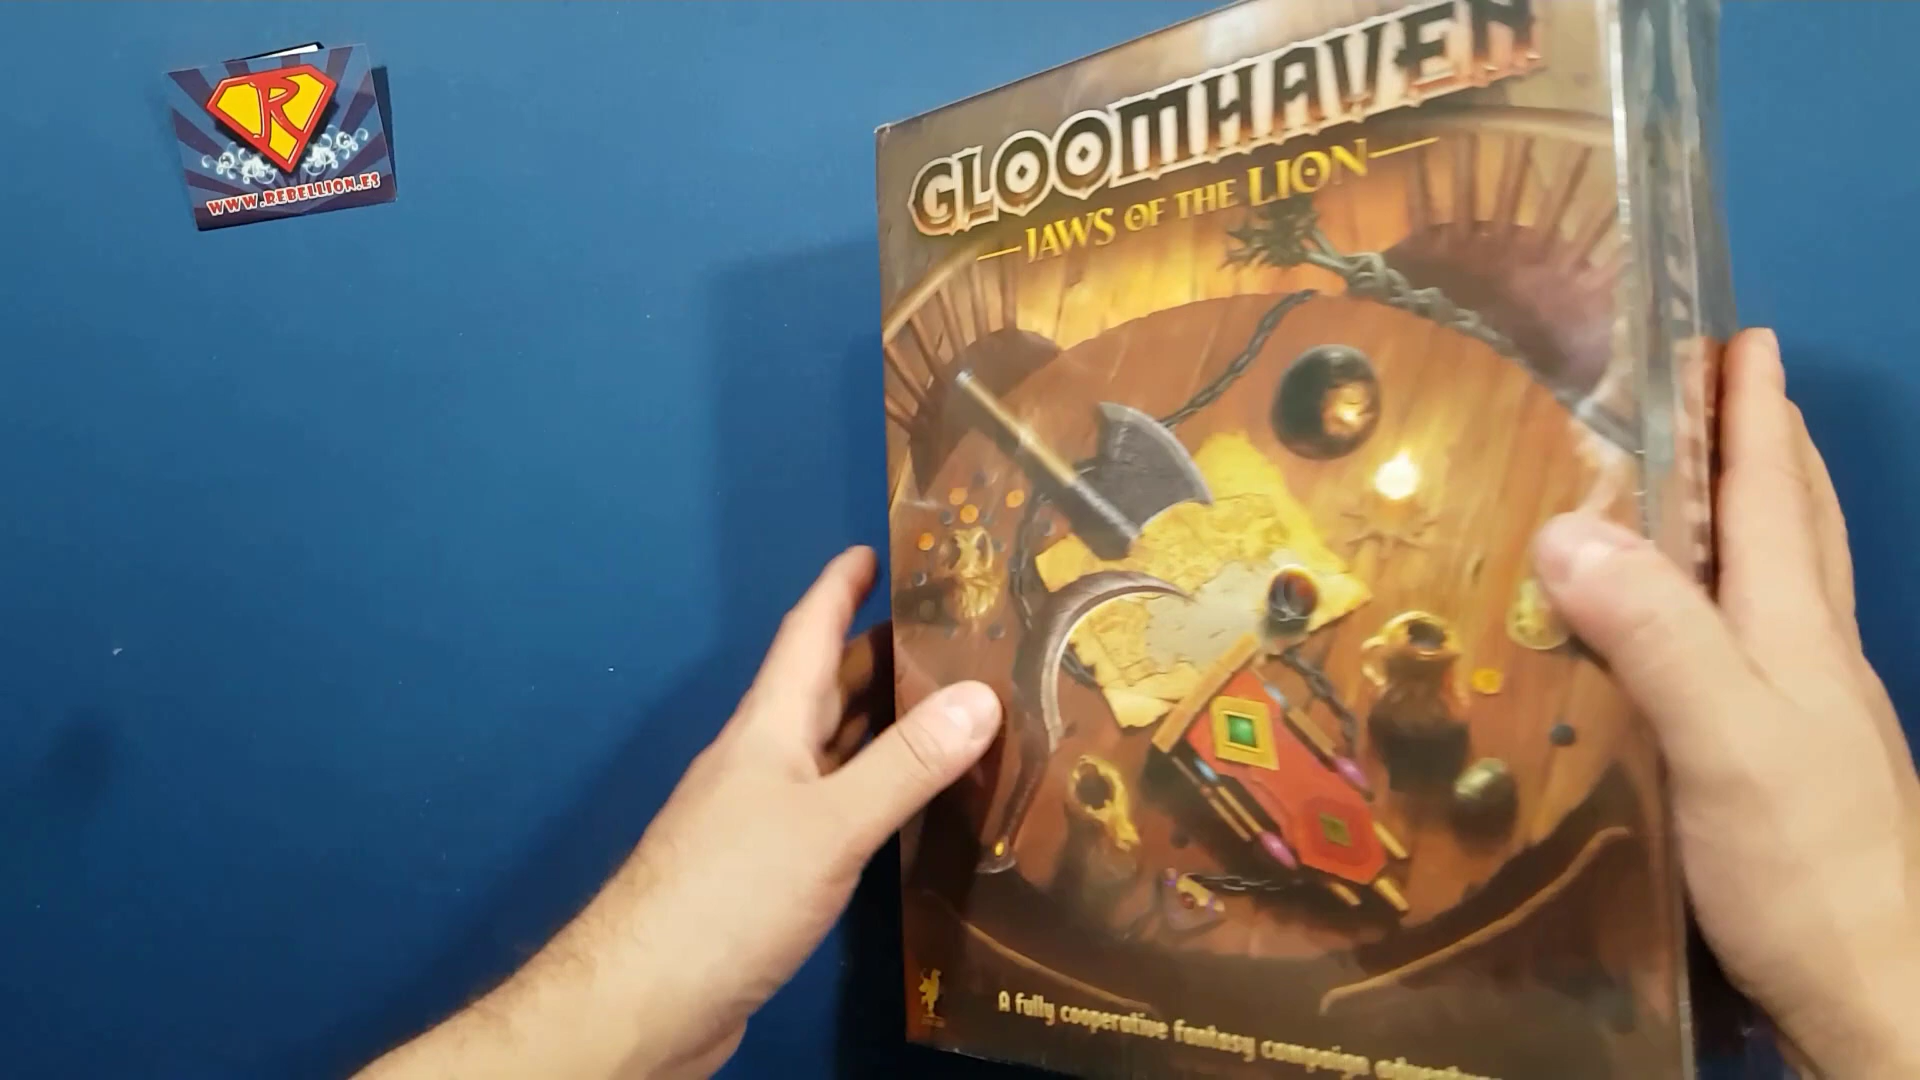 R
WWW.REBELLION.ES
GLOOMHAVEN
JAWS OF THE LION
A fully cooperative fantasy campaign